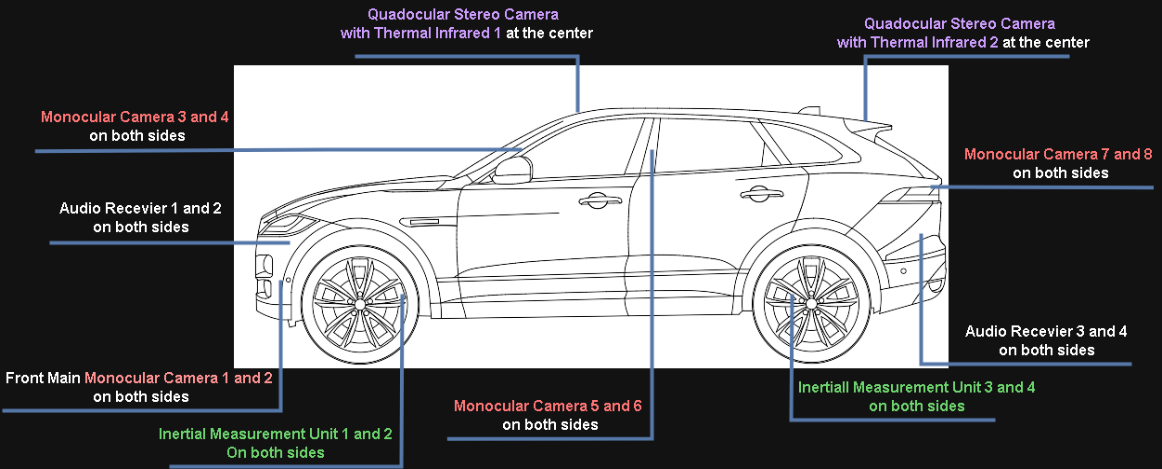 Quadocular Stereo Camera
with Thermal Infrared 1 at the center
Quadocular Stereo Camera
with Thermal Infrared 2 at the center
Monocular Camera 3 and 4
on both sides
Monocular Camera 7 and 8
on both sides
Audio Recevier 1 and 2
on both sides
Audio Recevier 3 and 4
on both sides
Front Main Monocular Camera 1 and 2
on both sides
Inertiall Measurement Unit 3 and 4
on both sides
Monocular Camera 5 and 6
on both sides
Inertial Measurement Unit 1 and 2
On both sides